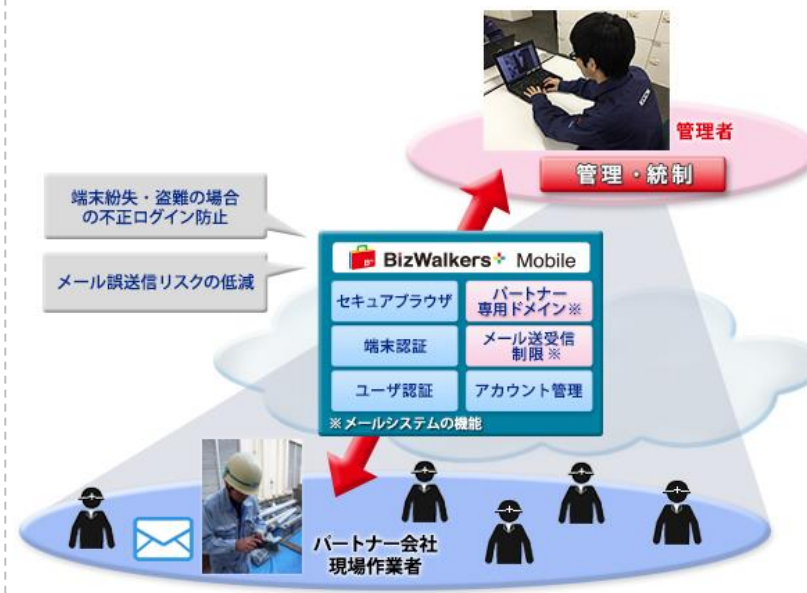 管理者
管理・統制
端末紛失・盗難の場合
の不正ログイン防止
メール誤送信リスクの低減
BizWalkers+ Mobile
セキュアブラウザ
パートナー
専用ドメイン※
端末認証
メール送受信
制限※
ユーザ認証
アカウント管理
※メールシステムの機能
パートナー会社
現場作業者